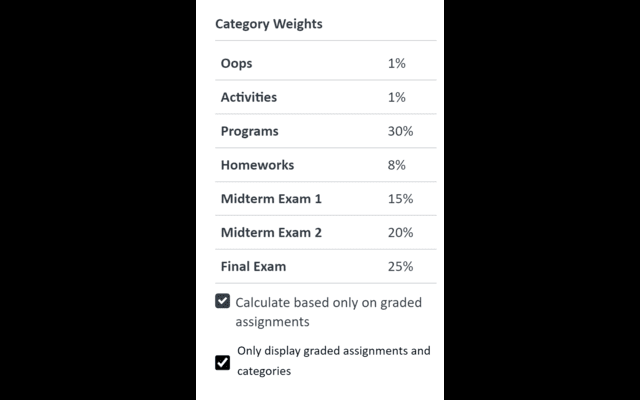 Category Weights
Oops 1%
Activities 1%
Programs 30%
Homeworks 8%
Midterm Exam 1 15%
Midterm Exam 2 20%
Final Exam 25%
Calculate based only on graded
assignments
Only display graded assignments and
categories